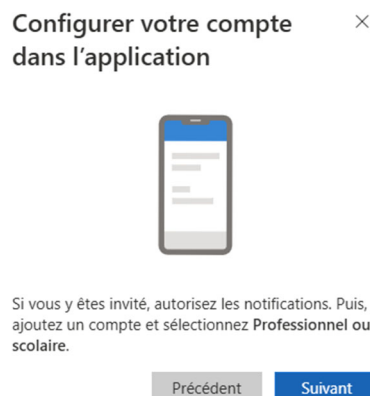 Configurer votre compte
dans l’application
Si vous y êtes invité, autorisez les notifications. Puis,
ajoutez un compte et sélectionnez Professionnel ou
scolaire.
Précédent
Suivant